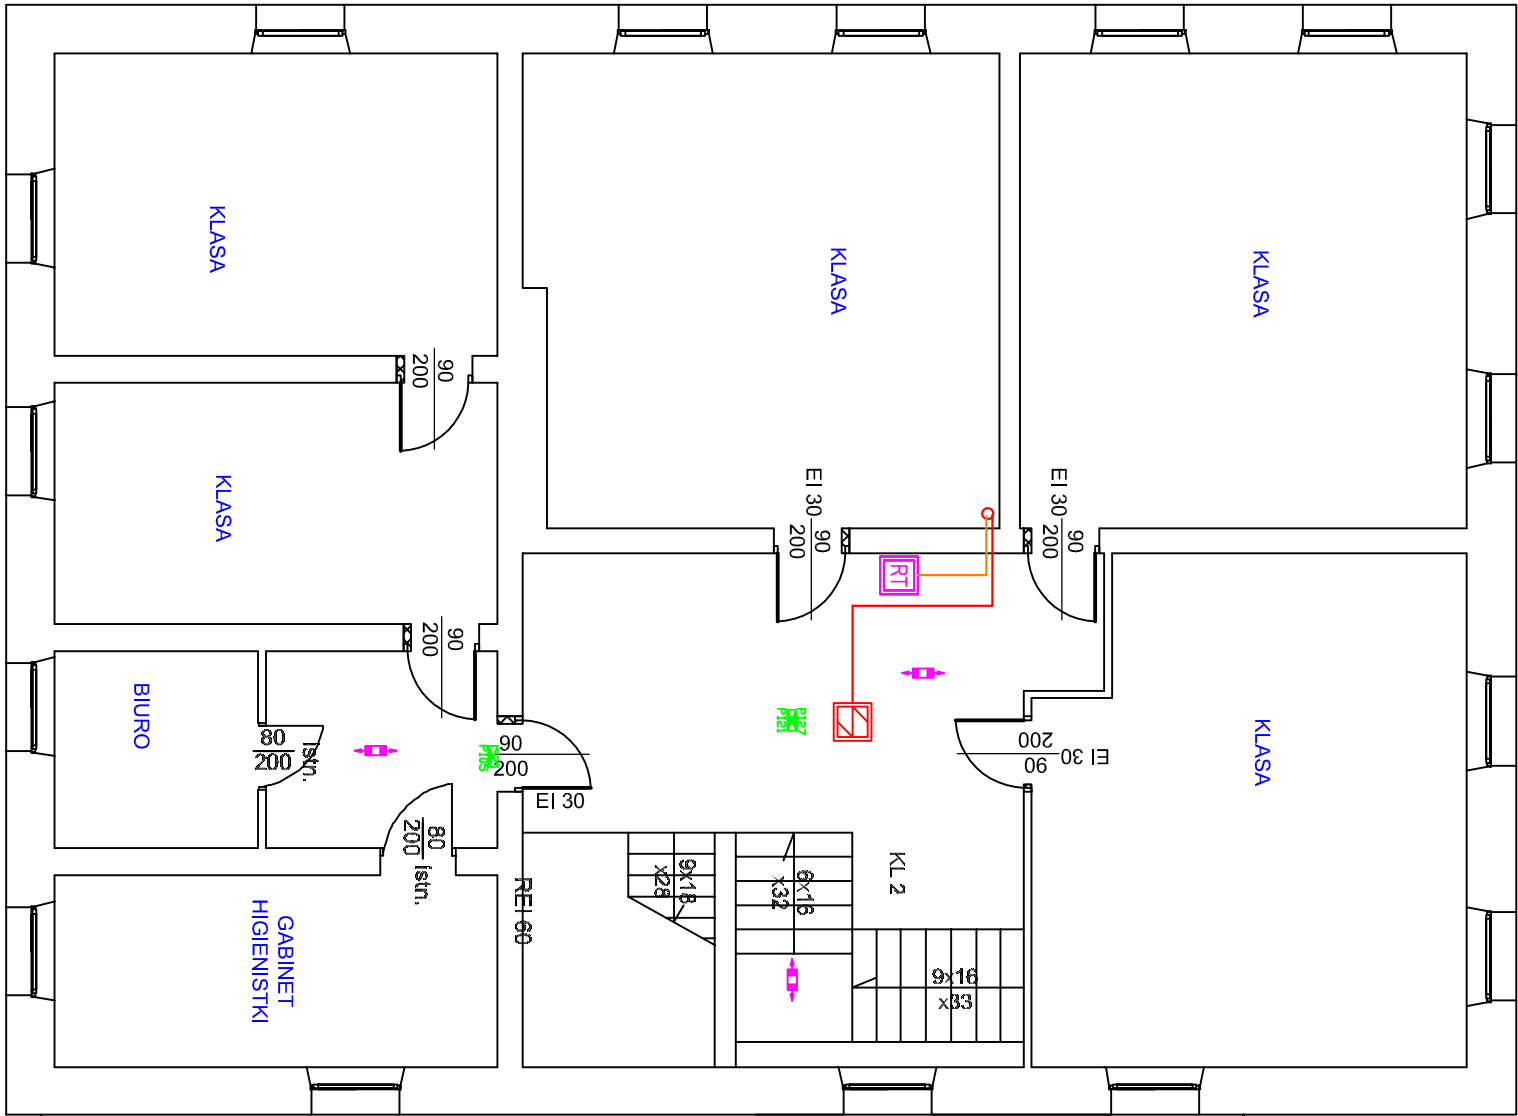 KLASA
KLASA
KLASA
90
200
KLASA
EI 30
90
200
EI 30
90
200
RT
90
200
BIURO
80
200
istn.
90
200
EI 30
200
90
EI 30
KLASA
80
200
istn.
REI 60
9x18
x28
6x16
x32
KL 2
9x16
x33
GABINET
HIGIENISTKI